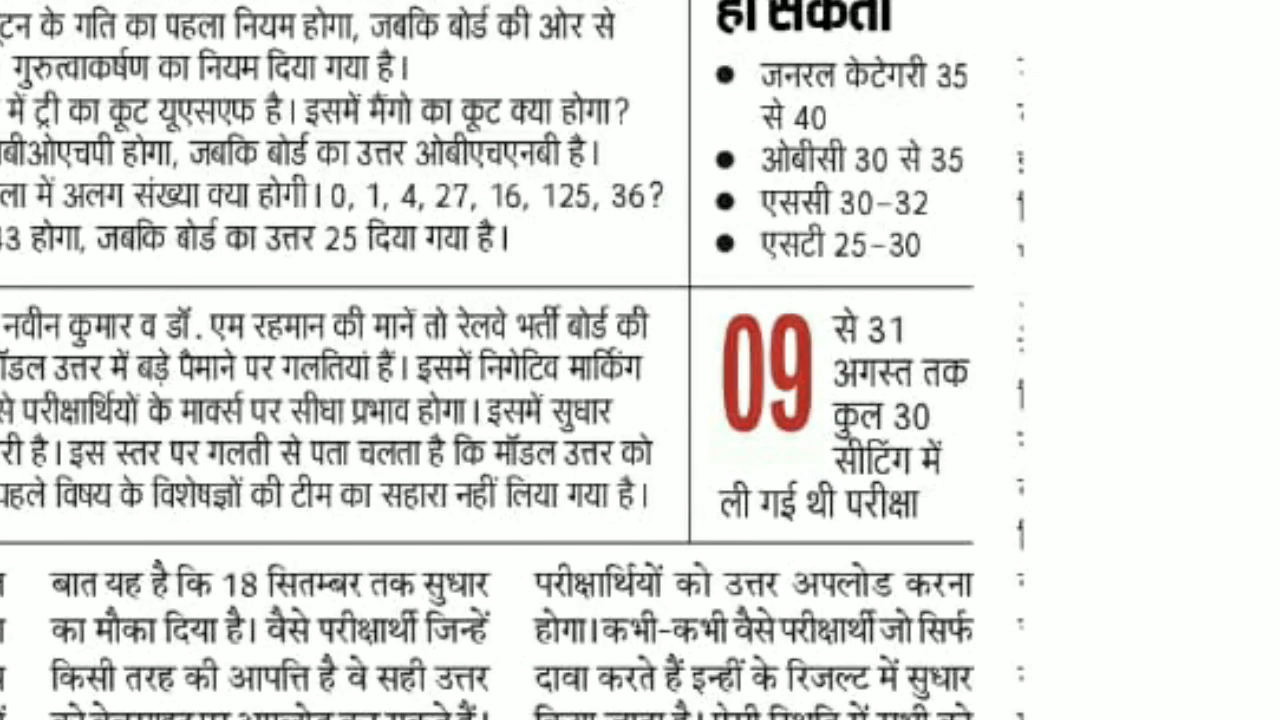 के गति का पहला नियम होगा, जबकि बोर्ड की ओर से
गुरुत्वाकर्षण का नियम दिया गया है।
में ट्री का कूट यूएसएफ है। इसमें मैंगो का कूट क्या होगा?
बीओएचपी होगा, जबकि बोर्ड का उत्तर ओबीएचएनबी है।
ला में अलग संख्या क्या होगी। 0, 1, 4, 27, 16, 125, 36?
होगा, जबकि बोर्ड का उत्तर 25 दिया गया है।
हो सकता
● जनरल केटेगरी 35
से 40
● ओबीसी 30 से 35
● एससी 30-32
● एसटी 25-30
नवीन कुमार व डॉ. एम रहमान की मानें तो रेलवे भर्ती बोर्ड की
मॉडल उत्तर में बड़े पैमाने पर गलतियां हैं। इसमें निगेटिव मार्किंग
से परीक्षार्थियों के मार्क्स पर सीधा प्रभाव होगा। इसमें सुधार
री है। इस स्तर पर गलती से पता चलता है कि मॉडल उत्तर को
पहले विषय के विशेषज्ञों की टीम का सहारा नहीं लिया गया है।
09 से 31
अगस्त तक
कुल 30
सीटिंग में
ली गई थी परीक्षा
बात यह है कि 18 सितम्बर तक सुधार
का मौका दिया है। वैसे परीक्षार्थी जिन्हें
किसी तरह की आपत्ति है वे सही उत्तर
परीक्षार्थियों को उत्तर अपलोड करना
होगा। कभी-कभी वैसे परीक्षार्थी जो सिर्फ
दावा करते हैं इन्हीं के रिजल्ट में सुधार